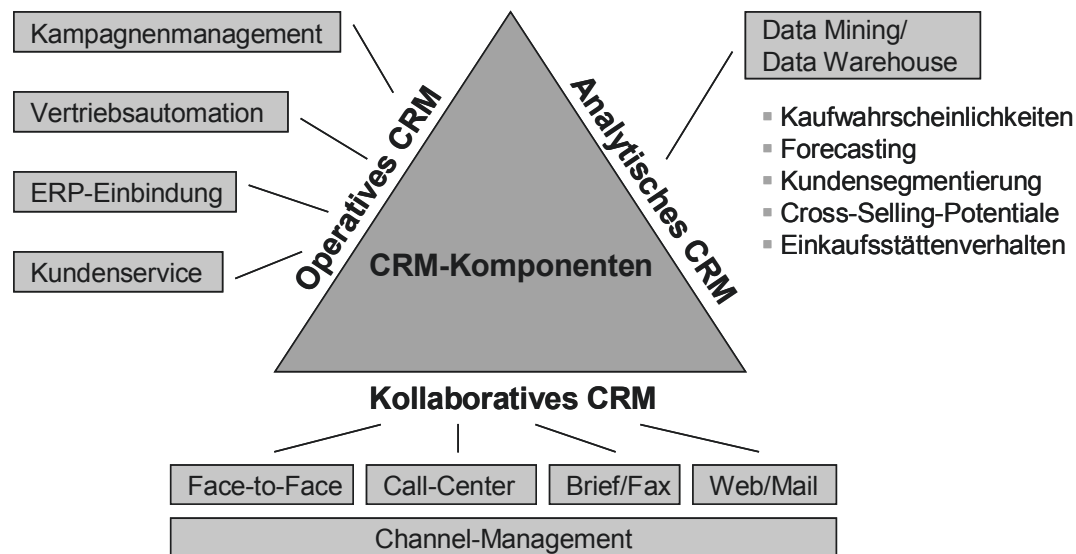 Kampagnenmanagement
Vertriebsautomation
ERP-Einbindung
Kundenservice
Operatives CRM
Analytisches CRM
Data Mining/
Data Warehouse
▪ Kaufwahrscheinlichkeiten
▪ Forecasting
▪ Kundensegmentierung
▪ Cross-Selling-Potentiale
▪ Einkaufsstättenverhalten
CRM-Komponenten
Kollaboratives CRM
Face-to-Face
Call-Center
Brief/Fax
Web/Mail
Channel-Management